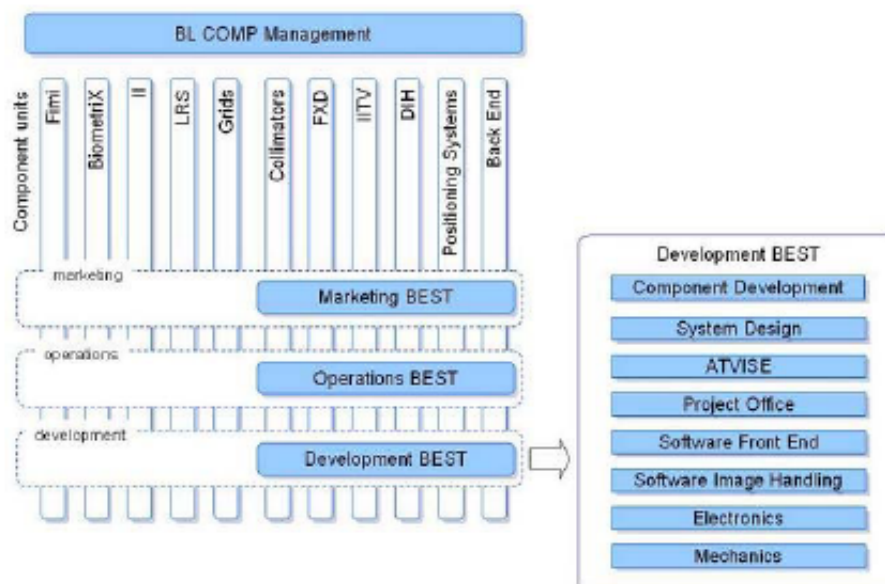 BL COMP Management
Component units
Fimi
BiometriX
II
LRS
Grids
Collimators
FXD
IITV
DIH
Positioning Systems
Back End
marketing
Marketing BEST
operations
Operations BEST
development
Development BEST
Development BEST
Component Development
System Design
ATVISE
Project Office
Software Front End
Software Image Handling
Electronics
Mechanics